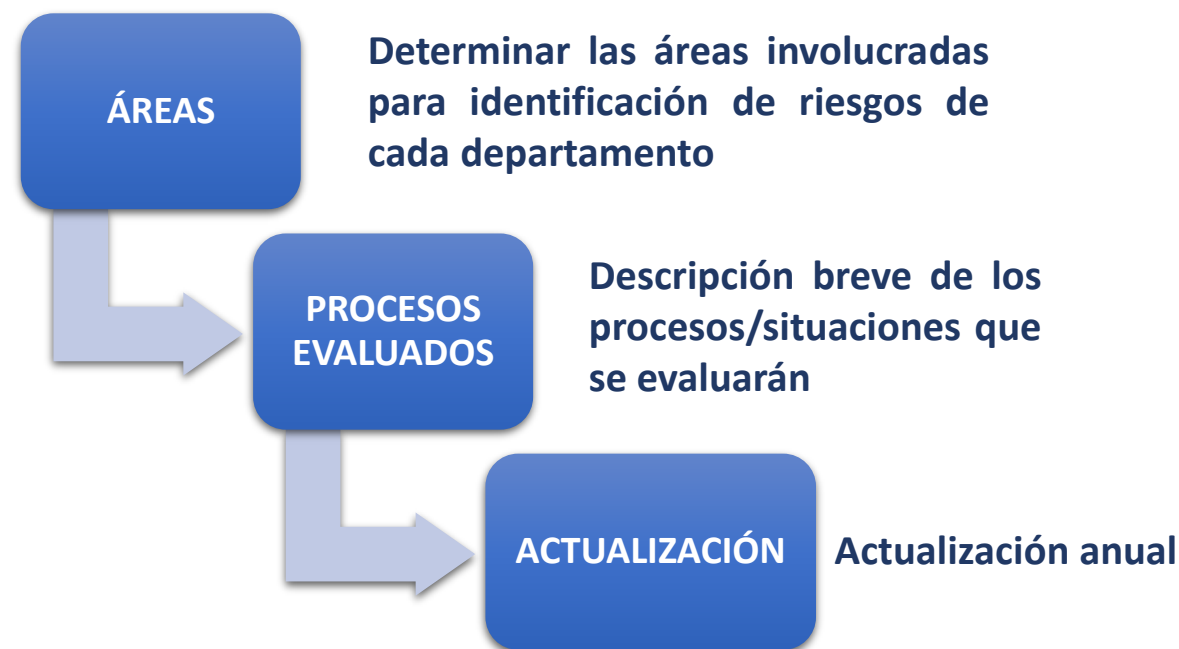 ÁREAS
Determinar las áreas involucradas
para identificación de riesgos de
cada departamento
PROCESOS
EVALUADOS
Descripción breve de los
procesos/situaciones que
se evaluarán
ACTUALIZACIÓN
Actualización anual